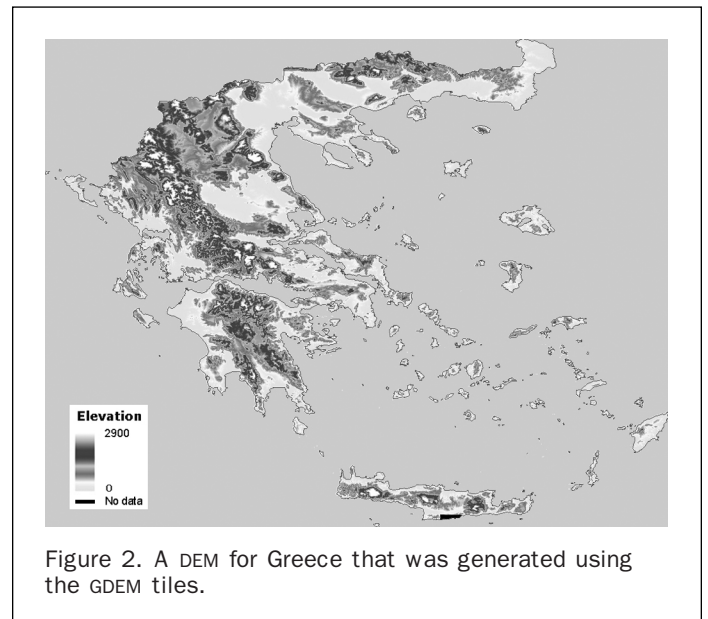 Elevation
2900
0
No data
Figure 2. A DEM for Greece that was generated using
the GDEM tiles.